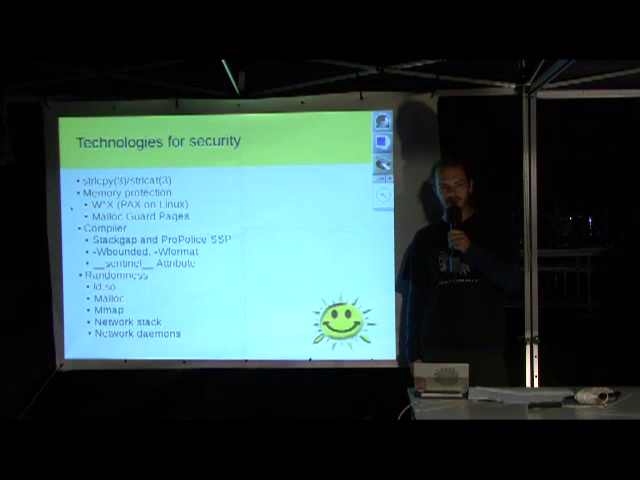 Technologies for security
• strlcpy(3)/strlcat(3)
• Memory protection
• W^X (PAX on Linux)
• Malloc Guard Pages
• Compiler
• Stackgap and ProPolice SSP
• -Wbounded, -Wformat
• __sentinel__ Attribute
• Randomness
• ld.so
• Malloc
• Mmap
• Network stack
• Network daemons